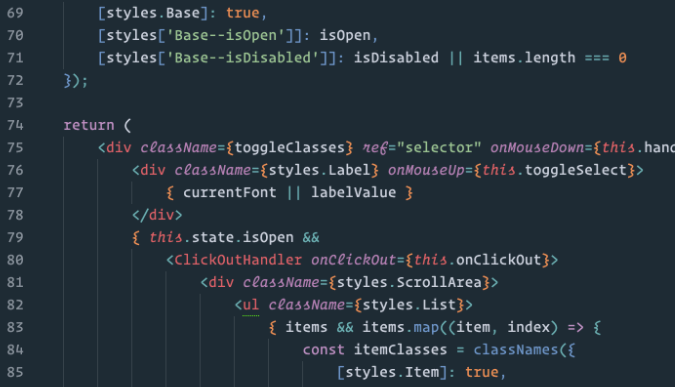 69 [styles.Base]: true,
70 [styles['Base--isOpen']]: isOpen,
71 [styles['Base--isDisabled']]: isDisabled || items.length === 0
72 });
73
74 return (
75 <div className={toggleClasses} ref="selector" onMouseDown={this.hand
76 <div className={styles.Label} onMouseUp={this.toggleSelect}>
77 { currentFont || labelValue }
78 </div>
79 { this.state.isOpen &&
80 <ClickOutHandler onClickOut={this.onClickOut}>
81 <div className={styles.ScrollArea}>
82 <ul className={styles.List}>
83 { items && items.map((item, index) => {
84 const itemClasses = classNames({
85 [styles.Item]: true,